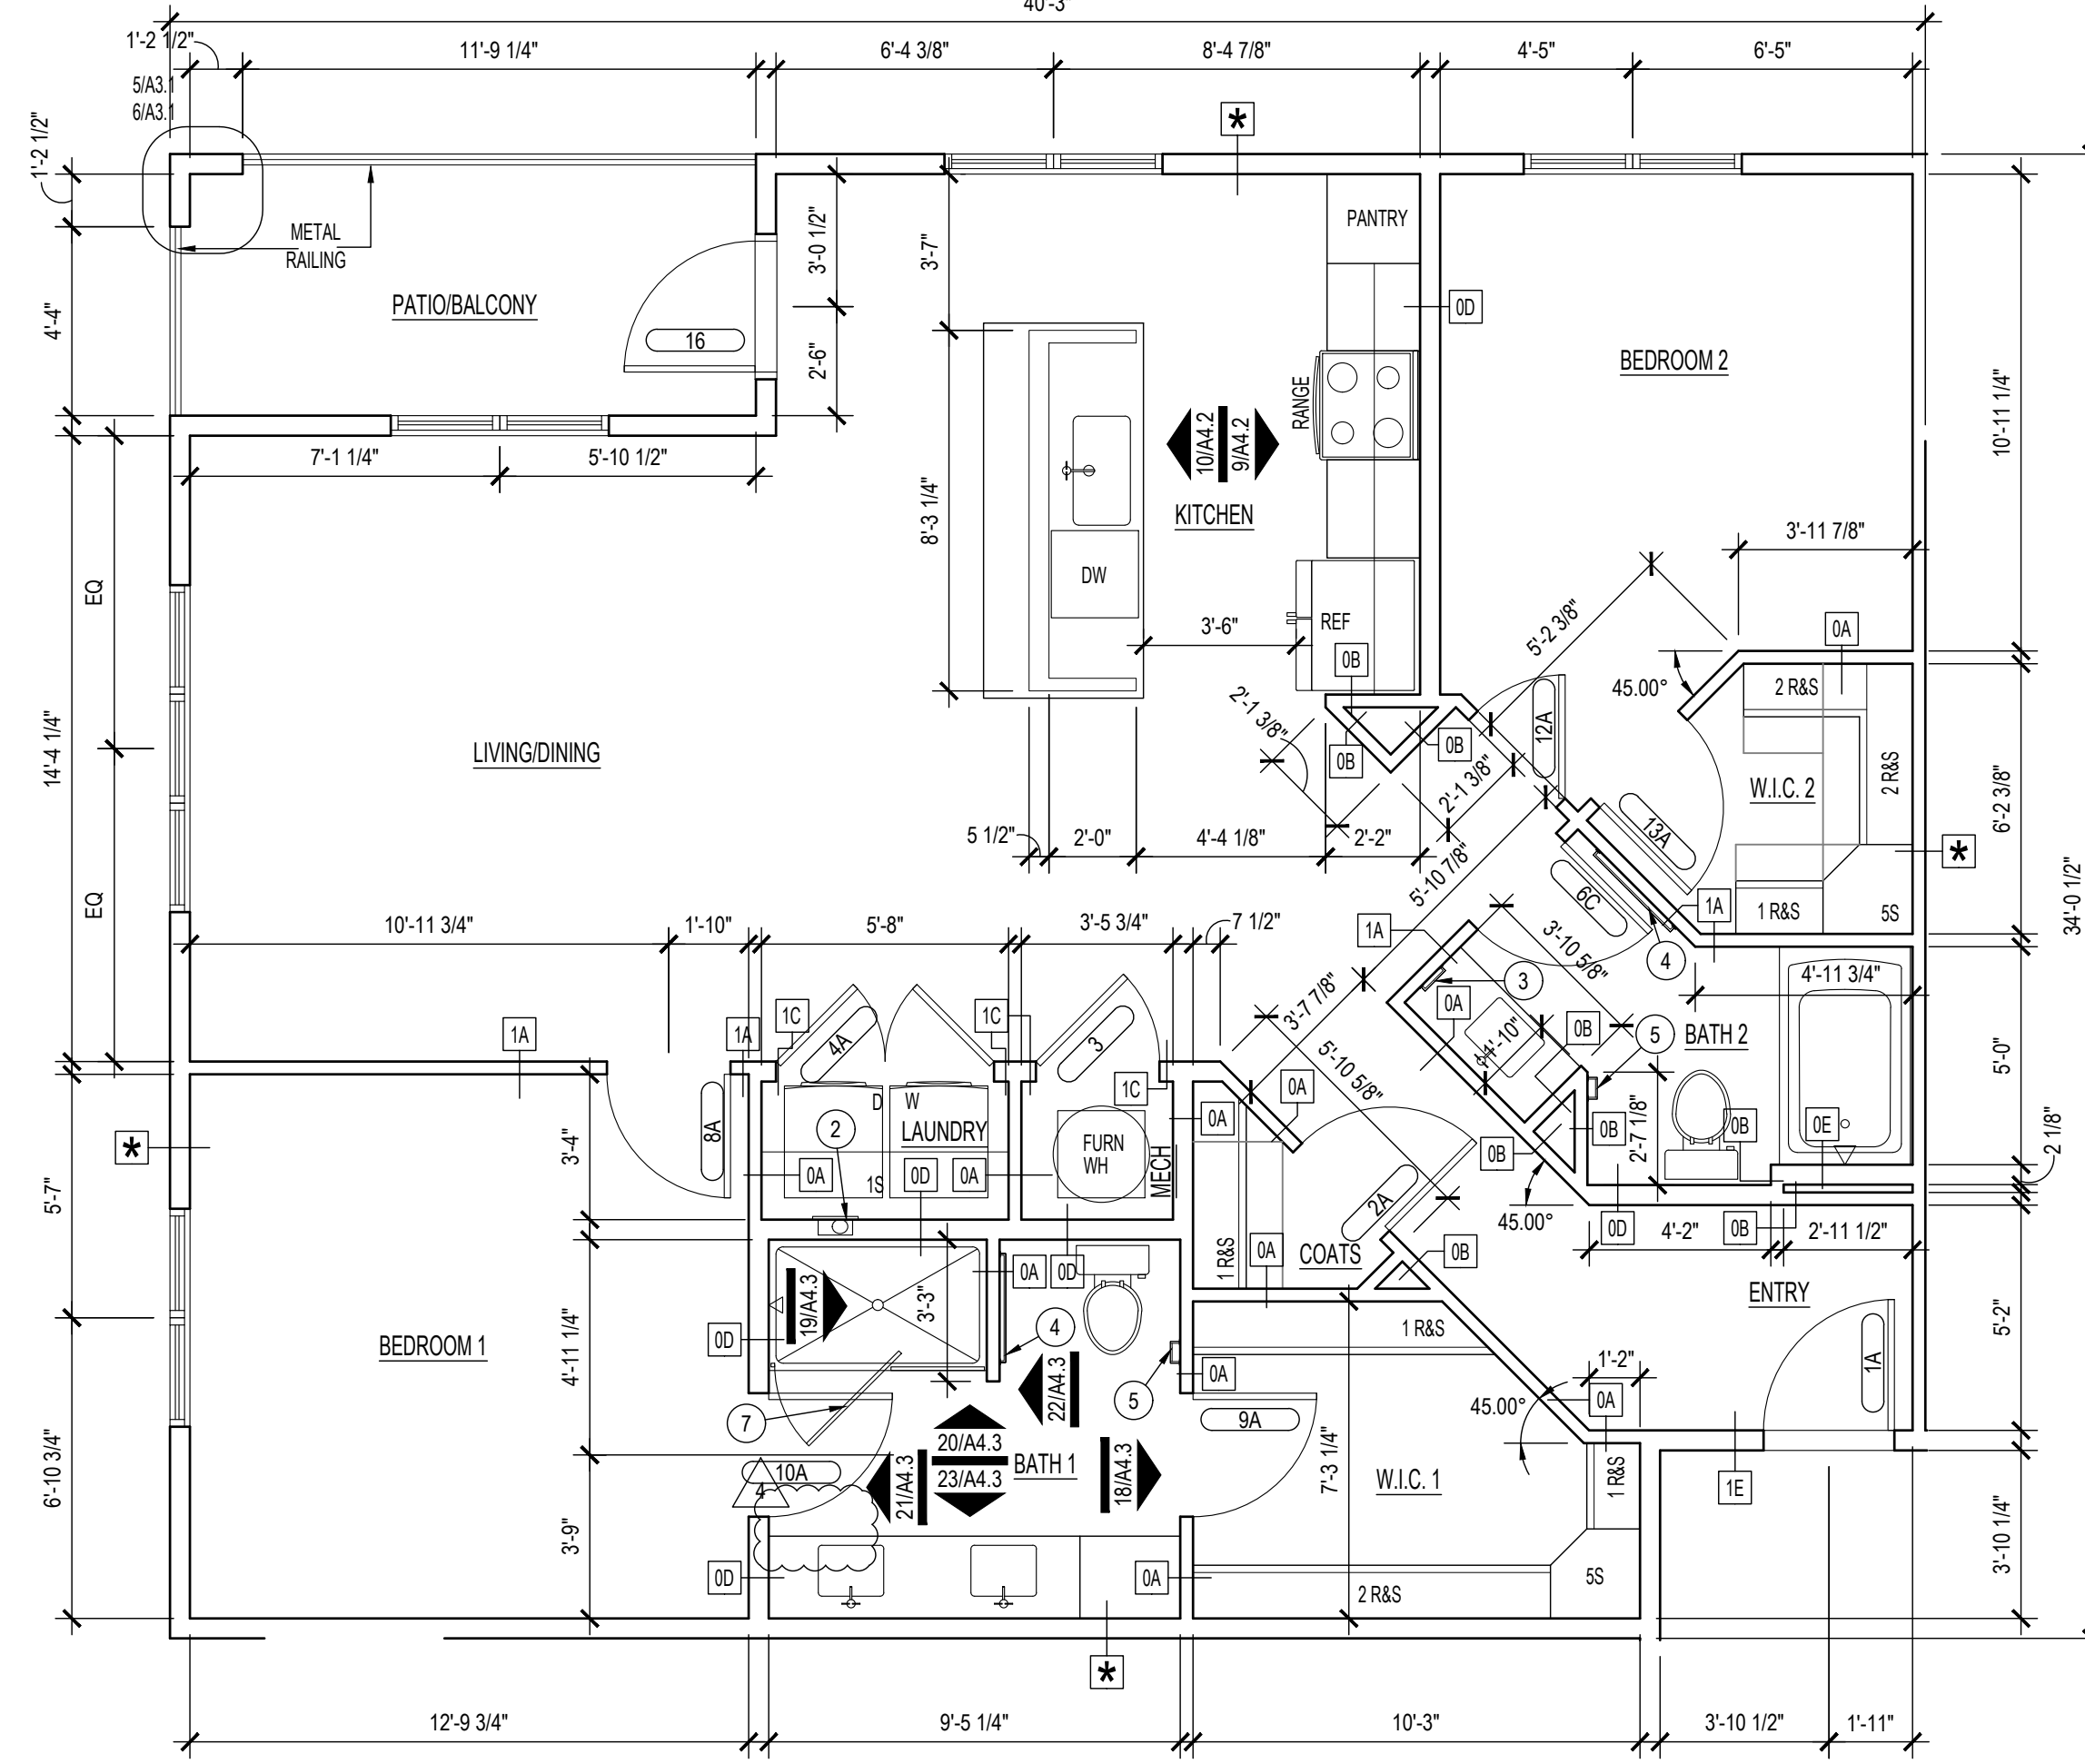 40'-3"
1'-2 1/2"
11'-9 1/4"
6'-4 3/8"
8'-4 7/8"
4'-5"
6'-5"
5/A3.1
6/A3.1
*
1'-2 1/2"
METAL
RAILING
3'-0 1/2"
3'-7"
PANTRY
PATIO/BALCONY
0D
4'-4"
16
2'-6"
BEDROOM 2
10'-11 1/4"
RANGE
10/A4.2
9/A4.2
7'-1 1/4"
5'-10 1/2"
KITCHEN
8'-3 1/4"
3'-11 7/8"
DW
EQ
3'-6"
REF
5'-2 3/8"
0A
0B
45.00°
2 R&S
2'-1 3/8"
12A
14'-4 1/4"
LIVING/DINING
0B
0B
2'-1 3/8"
W.I.C. 2
2 R&S
6'-2 3/8"
13A
5 1/2"
2'-0"
4'-4 1/8"
2'-2"
*
5'-10 7/8"
6C
34'-0 1/2"
EQ
10'-11 3/4"
1'-10"
5'-8"
3'-5 3/4"
7 1/2"
1A
1A
1 R&S
5S
3'-10 5/8"
4
3
4'-11 3/4"
3'-7 7/8"
0A
1A
1A
1C
4A
1C
3
4'-10"
0B
5
BATH 2
5'-0"
5'-10 5/8"
D
W
1C
0A
8A
2
LAUNDRY
FURN
WH
0A
0B
0B
0E
2'-7 1/8"
2 1/8"
*
3'-4"
0A
1S
0D
0A
MECH
0B
5'-7"
2A
45.00°
0D
4'-2"
0B
2'-11 1/2"
1 R&S
0A
COATS
0B
0A
0D
ENTRY
19/A4.3
3'-3"
0D
4
BEDROOM 1
4'-11 1/4"
1 R&S
5'-2"
1A
5
0A
1'-2"
22/A4.3
45.00°
0A
7
9A
20/A4.3
BATH 1
23/A4.3
10A
4
21/A4.3
18/A4.3
7'-3 1/4"
W.I.C. 1
1 R&S
1E
6'-10 3/4"
3'-9"
3'-10 1/4"
0D
0A
2 R&S
5S
*
12'-9 3/4"
9'-5 1/4"
10'-3"
3'-10 1/2"
1'-11"